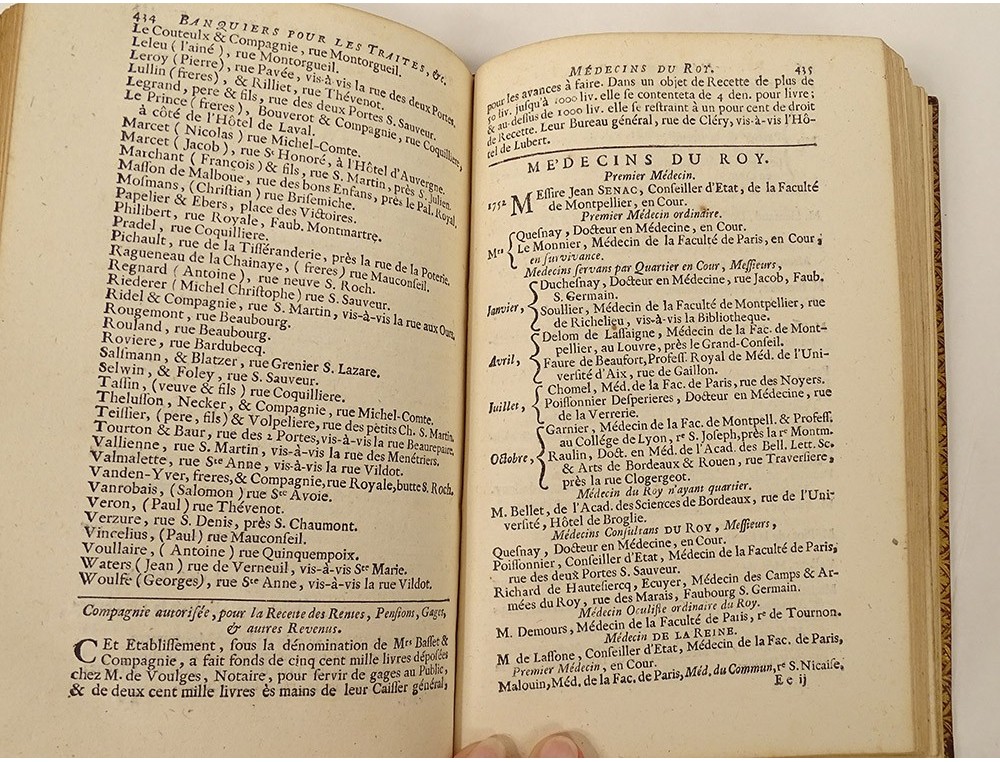 434 BANQUIERS POUR LES TRAITES, &c.
Le Couteulx & Compagnie, rue Montorgueil.
Leleu (l'ainé), rue Montorgueil.
Leroy (Pierre), rue Pavée, vis-à-vis la rue des deux Portes.
Lullin (freres), & Rilliet, rue Thévenot.
Legrand, pere & fils, rue des deux Portes S. Sauveur.
Le Prince (freres), Bouverot & Compagnie, rue Coquilliere,
à côté de l'Hôtel de Laval.
Marcet (Nicolas) rue Michel-Comte.
Marcet (Jacob), rue St Honoré, à l'Hôtel d'Auvergne.
Marchant (François) & fils, rue S. Martin, près S. Julien.
Masson de Malboue, rue des bons Enfans, près le Pal. Royal.
Mosmans, (Christian) rue Brisemiche.
Papelier & Ebers, place des Victoires.
Philibert, rue Royale, Faub. Montmartre.
Pradel, rue Coquilliere.
Pichault, rue de la Tisséranderie, près la rue de la Poterie.
Ragueneau de la Chainaye, (freres) rue Mauconseil.
Regnard (Antoine), rue neuve S. Roch.
Riederer (Michel Christophe) rue S. Sauveur.
Ridel & Compagnie, rue S. Martin, vis-à-vis la rue aux Ours.
Rougemont, rue Beaubourg.
Rouland, rue Beaubourg.
Roviere, rue Bardubecq.
Salsmann, & Blatzer, rue Grenier S. Lazare.
Selwin, & Foley, rue S. Sauveur.
Tassin, (veuve & fils) rue Coquilliere.
Thelusson, Necker, & Compagnie, rue Michel-Comte.
Teissier, (pere, fils) & Volpeliere, rue des petits Ch. S. Martin.
Tourton & Baur, rue des 2 Portes, vis-à-vis la rue Beaurepaire.
Vallienne, rue S. Martin, vis-à-vis la rue des Menétriers.
Valmalette, rue Ste Anne, vis-à-vis la rue Vildot.
Vanden-Yver, freres, & Compagnie, rue Royale, butte S. Roch.
Vanrobais, (Salomon) rue Ste Avoie.
Veron, (Paul) rue Thévenot.
Verzure, rue S. Denis, près S. Chaumont.
Vincelius, (Paul) rue Mauconseil.
Voullaire, (Antoine) rue Quinquempoix.
Waters (Jean) rue de Verneuil, vis-à-vis Ste Marie.
Woulfe (Georges), rue Ste Anne, vis-à-vis la rue Vildot.
Compagnie autorisée, pour la Recette des Rentes, Pensions, Gages,
& autres Revenus.
CEt Etablissement, sous la dénomination de Mrs Basset &
Compagnie, a fait fonds de cinq cent mille livres déposées
chez M. de Voulges, Notaire, pour servir de gages au Public,
& de deux cent mille livres ès mains de leur Caissier général,
MÉDECINS DU ROY. 435
pour les avances à faire. Dans un objet de Recette de plus de
50 liv. jusqu'à 1000 liv. elle se contentera de 4 den. pour livre;
& au-dessus de 1000 liv. elle se restraint à un pour cent de droit
de Recette. Leur Bureau général, rue de Cléry, vis-à-vis l'Hô-
tel de Lubert.
MÉDECINS DU ROY.
Premier Médecin.
1752 MEssire Jean SENAC, Conseiller d'Etat, de la Faculté
de Montpellier, en Cour.
Premier Médecin ordinaire.
Mrs Quesnay, Docteur en Médecine, en Cour.
Le Monnier, Médecin de la Faculté de Paris, en Cour,
en survivance.
Médecins servans par Quartier en Cour, Messieurs,
Janvier, Duchesnay, Docteur en Médecine, rue Jacob, Faub.
S. Germain.
Soullier, Médecin de la Faculté de Montpellier, rue
de Richelieu, vis-à-vis la Bibliotheque.
Avril, Delom de Lassaigne, Médecin de la Fac. de Mont-
pellier, au Louvre, près le Grand-Conseil.
Faure de Beaufort, Profess. Royal de Méd. de l'Uni-
versité d'Aix, rue de Gaillon.
Juillet, Chomel, Méd. de la Fac. de Paris, rue des Noyers.
Poissonnier Desperieres, Docteur en Médecine, rue
de la Verrerie.
Octobre, Garnier, Médecin de la Fac. de Montpell. & Profess.
au Collége de Lyon, re S. Joseph, près la re Montm.
Raulin, Doct. en Méd. de l'Acad. des Bell. Lett. Sc.
& Arts de Bordeaux & Rouen, rue Traversiere,
près la rue Clogergeot.
Médecin du Roy n'ayant quartier.
M. Bellet, de l'Acad. des Sciences de Bordeaux, rue de l'Uni-
versité, Hôtel de Broglie.
Médecins Consultans DU ROY, Messieurs,
Quesnay, Docteur en Médecine, en Cour.
Poissonnier, Conseiller d'Etat, Médecin de la Faculté de Paris,
rue des deux Portes S. Sauveur.
Richard de Hautesiercq, Ecuyer, Médecin des Camps & Ar-
mées du Roy, rue des Marais, Faubourg S. Germain.
Médecin Oculiste ordinaire du Roy.
M. Demours, Médecin de la Faculté de Paris, re de Tournon.
Médecin DE LA REINE.
M de Lassone, Conseiller d'Etat, Médecin de la Fac. de Paris,
Premier Médecin, en Cour.
Malouin, Méd. de la Fac. de Paris, Méd. du Commun, re S. Nicaise,
E e ij